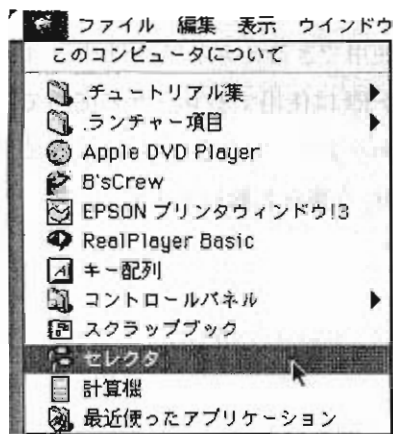 ファイル 編集 表示 ウインドウ
このコンピュータについて
チュートリアル集
ランチャー項目
Apple DVD Player
B'sCrew
EPSON プリンタウィンドウ!3
RealPlayer Basic
キー配列
コントロールパネル
スクラップブック
セレクタ
計算機
最近使ったアプリケーション